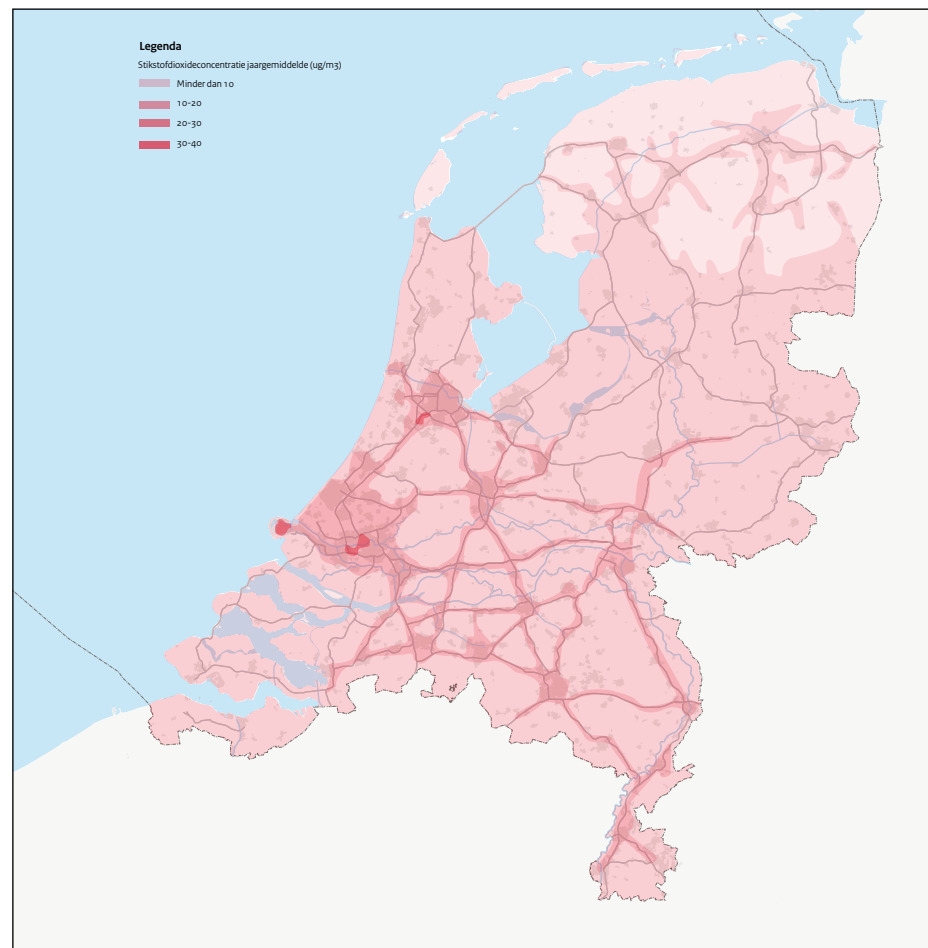 Legenda
Stikstofdioxideconcentratie jaargemiddelde (ug/m3)
Minder dan 10
10-20
20-30
30-40